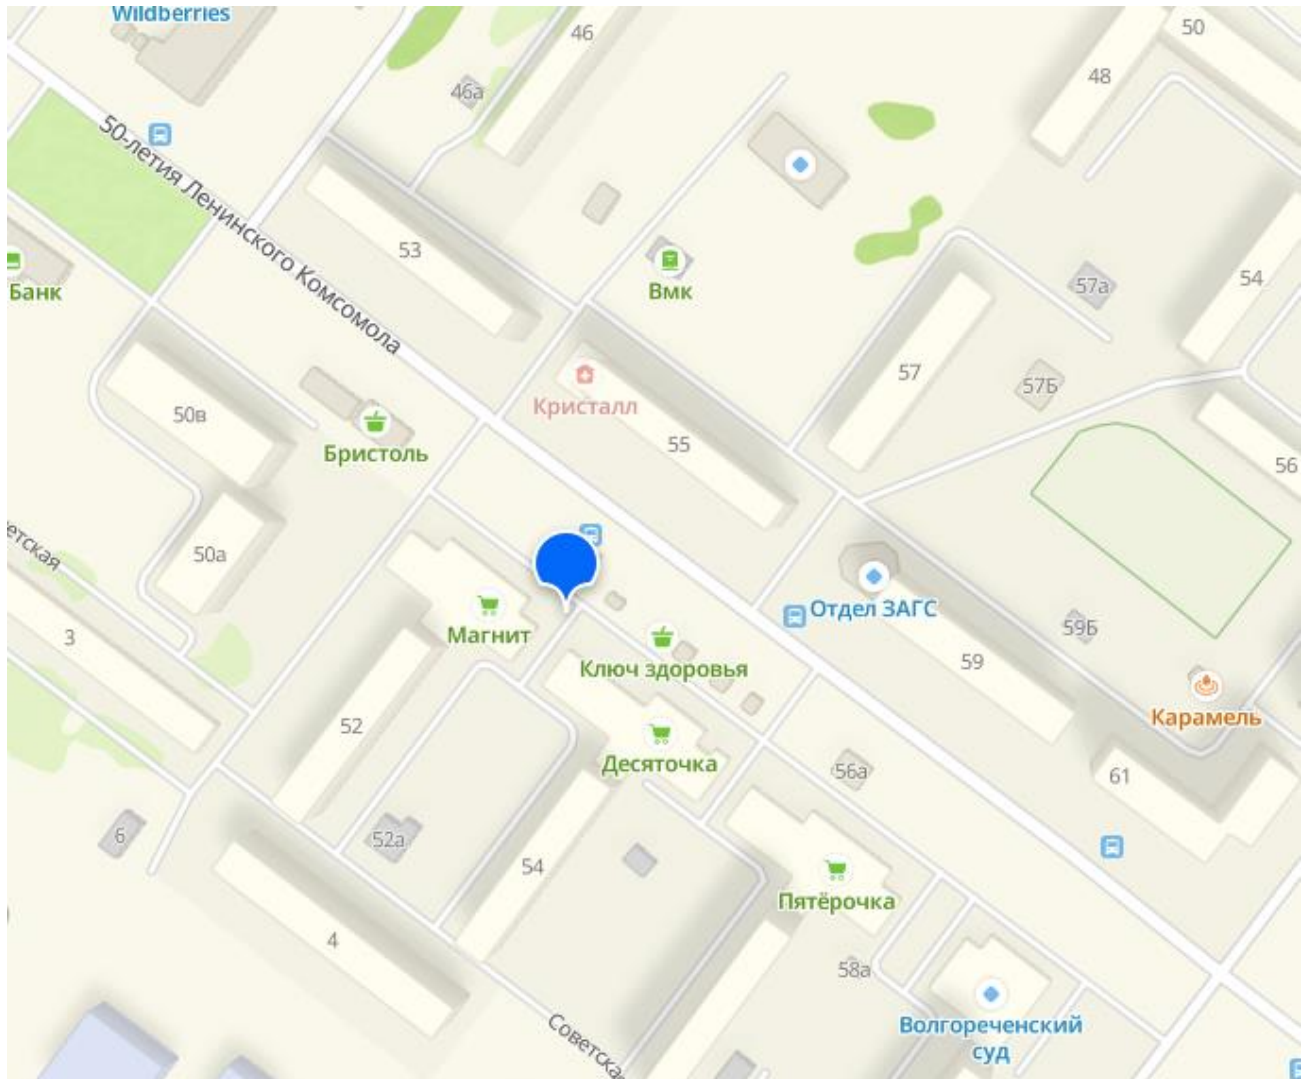 Wildberries
46
50
48
46а
50-летия Ленинского Комсомола
53
54
57а
Банк
Вмк
57
57Б
Кристалл
50в
55
Бристоль
56
етская
50а
Отдел ЗАГС
Магнит
3
59Б
59
Ключ здоровья
Карамель
52
Десяточка
56а
61
6
52а
54
Пятёрочка
4
58а
Волгореченский
суд
Советска